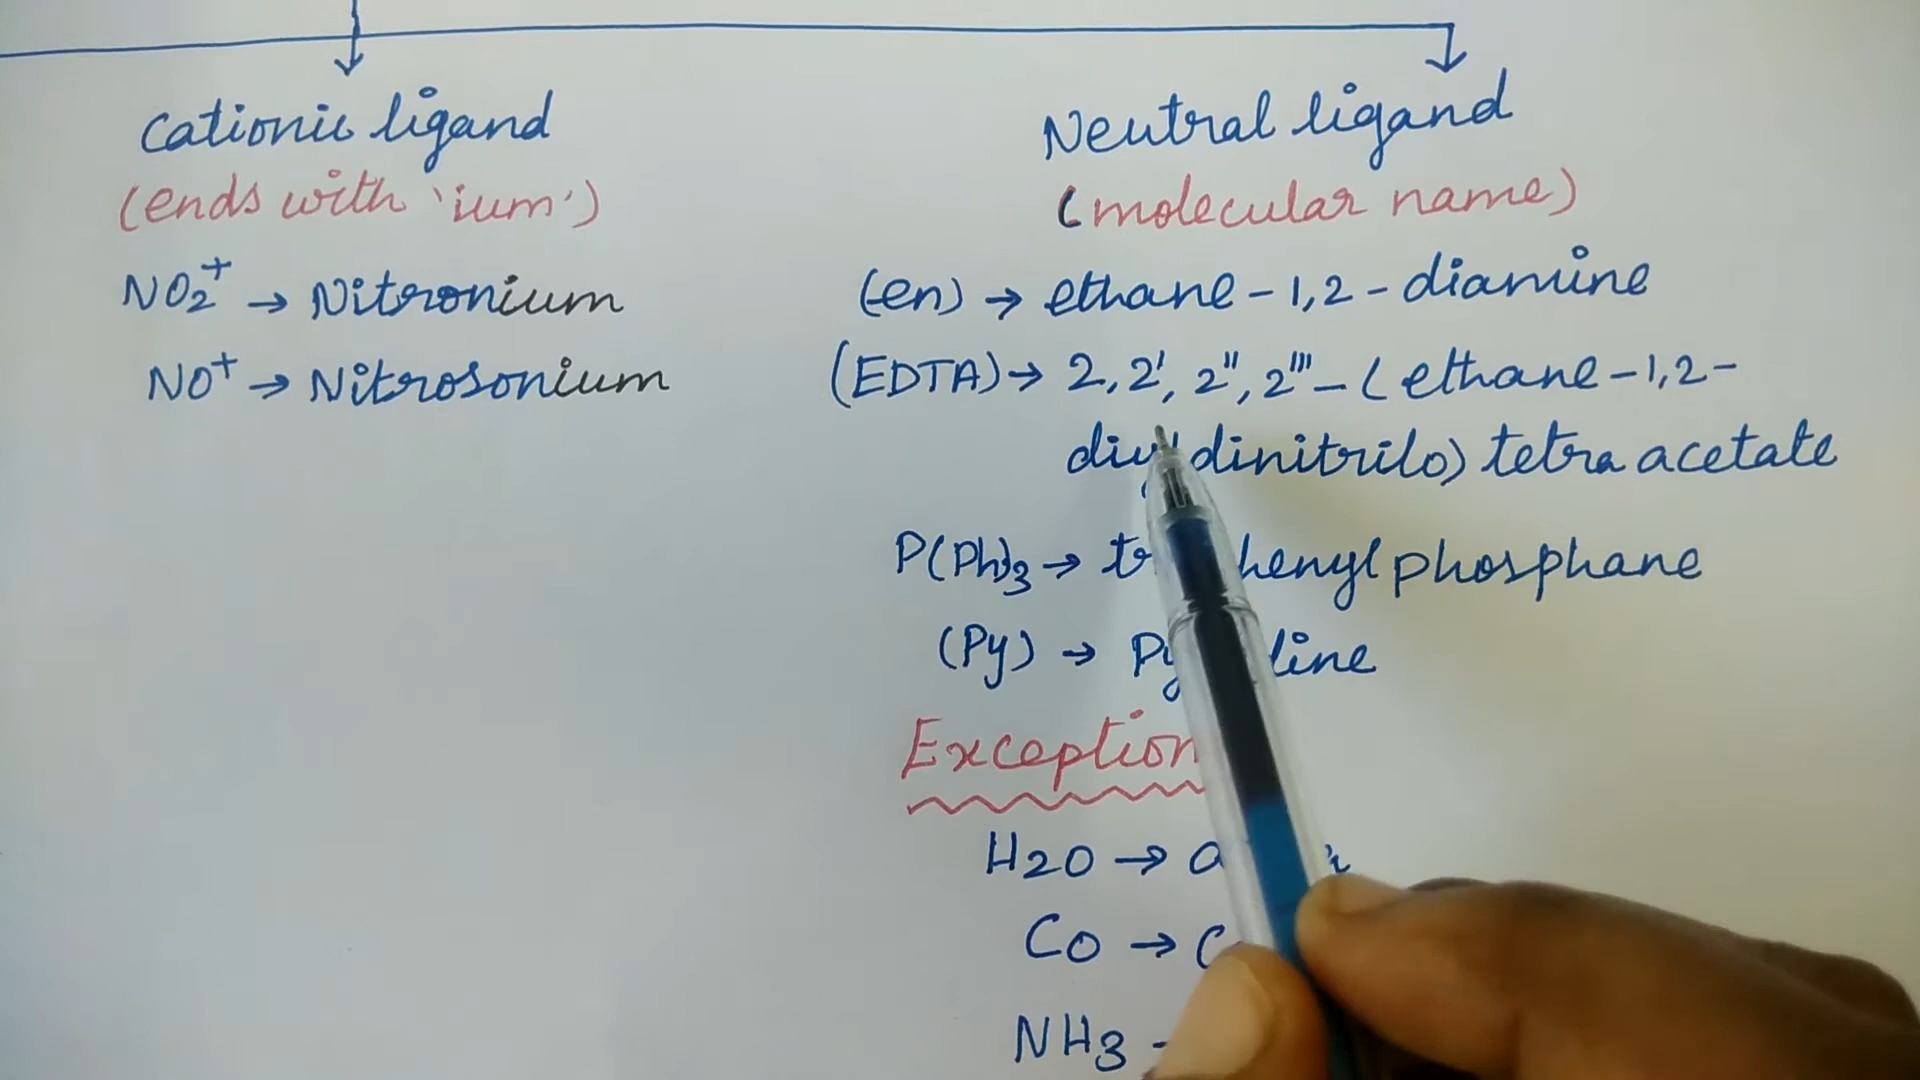 Cationic ligand
(ends with 'ium')
NO2+ → Nitronium
NO+ → Nitrosonium
Neutral ligand
(molecular name)
(en) → ethane-1,2-diamine
(EDTA) → 2, 2', 2'', 2''' - (ethane-1,2-
dinitrilo) tetra acetate
P(Ph)3 → phosphane
(Py) →
Exception
H2O →
CO →
NH3